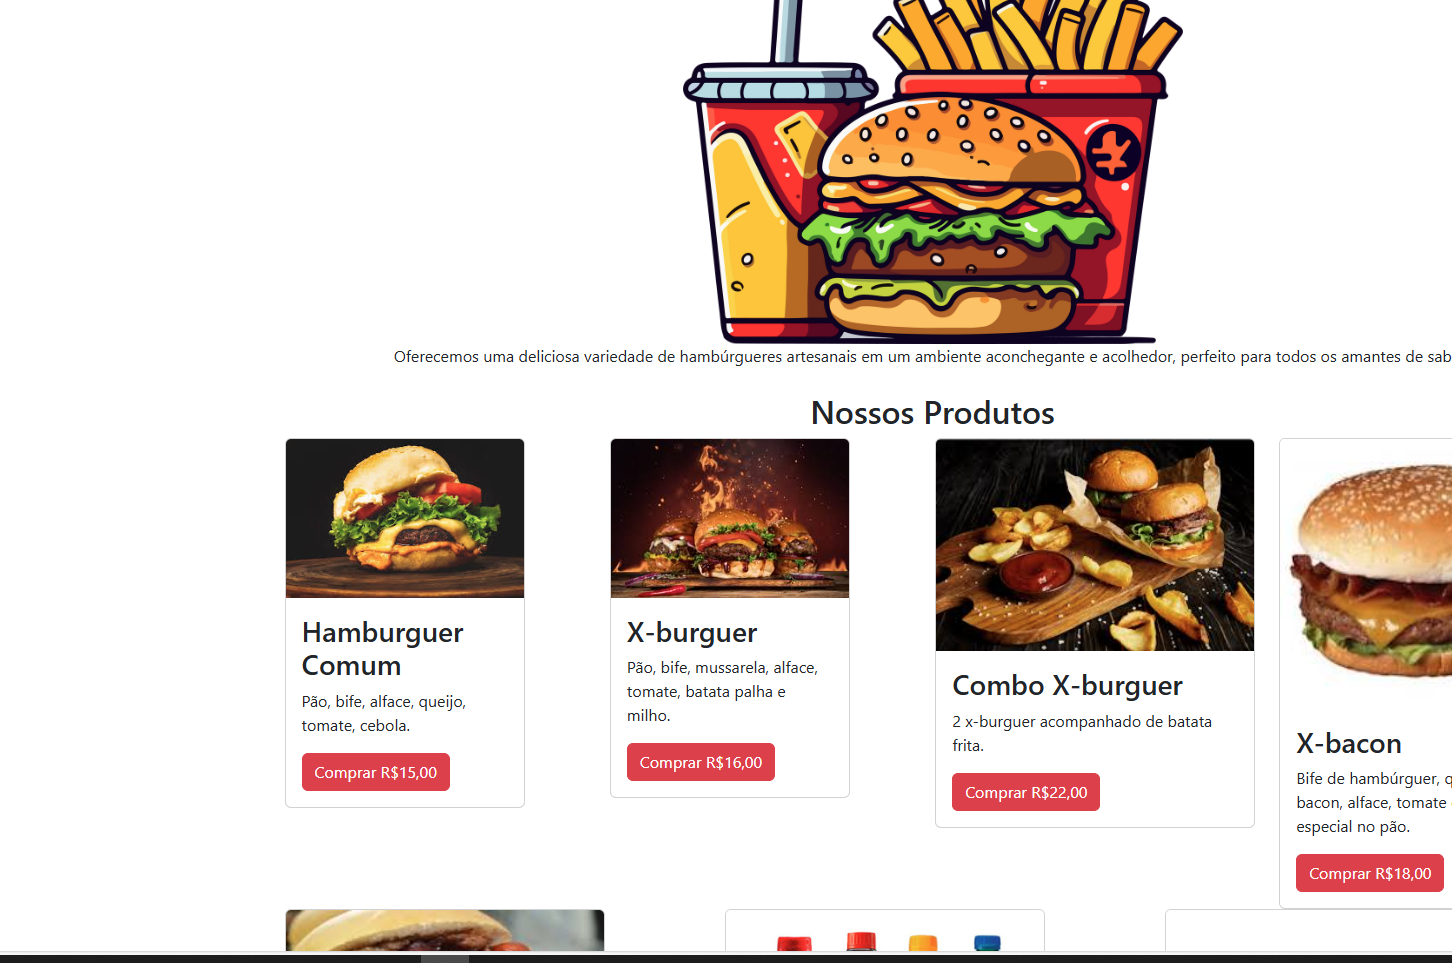 Oferecemos uma deliciosa variedade de hambúrgueres artesanais em um ambiente aconchegante e acolhedor, perfeito para todos os amantes de
Nossos Produtos
Hamburguer
Comum
Pão, bife, alface, queijo,
tomate, cebola.
Comprar R$15,00
X-burguer
Pão, bife, mussarela, alface,
tomate, batata palha e
milho.
Comprar R$16,00
Combo X-burguer
2 x-burguer acompanhado de batata
frita.
Comprar R$22,00
X-bacon
Bife de hambúrguer,
bacon, alface, tomate
especial no pão.
Comprar R$18,00